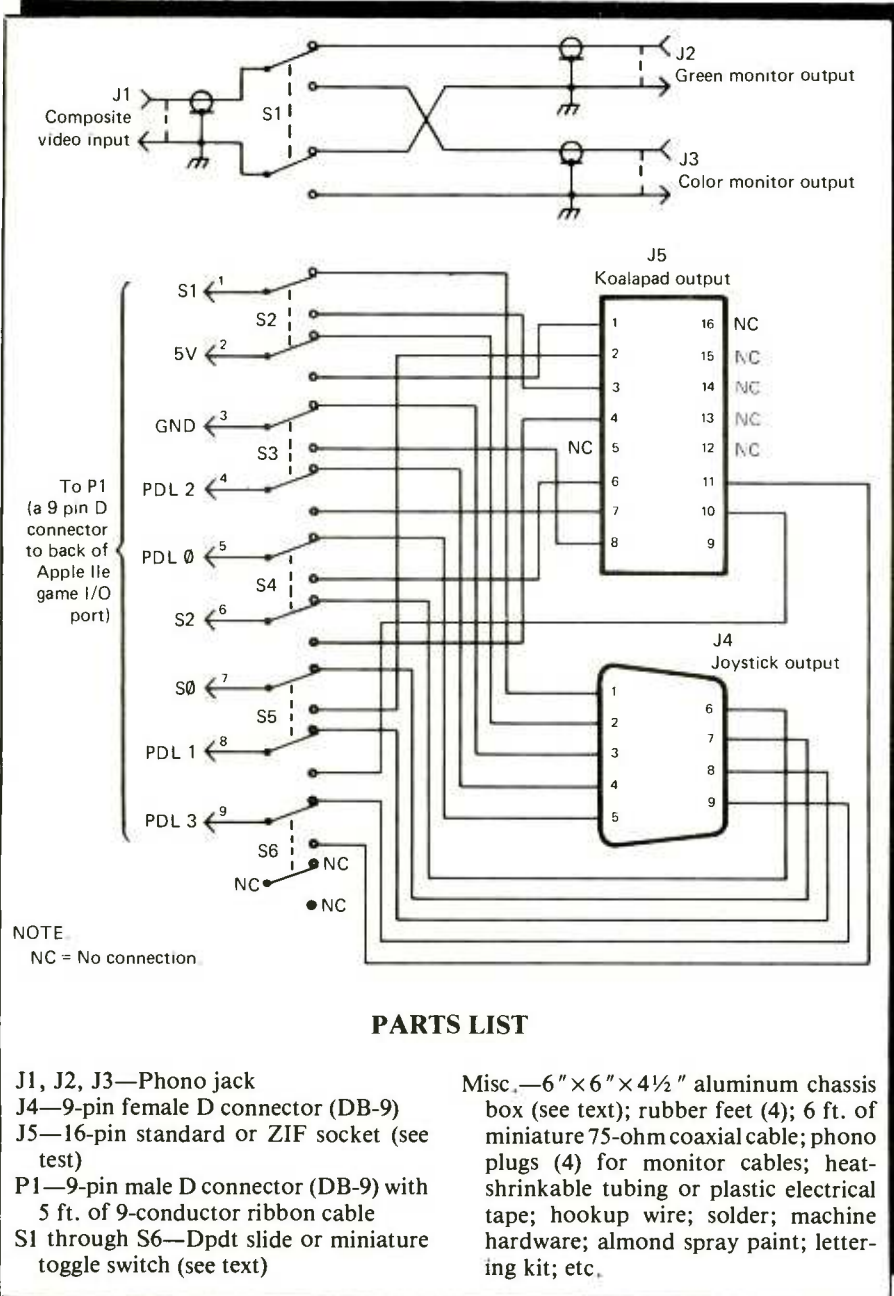 J1
Composite
video input
S1
J2
Green monitor output
J3
Color monitor output
To P1
(a 9 pin D
connector
to back of
Apple IIe
game I/O
port)
S1 1
S2
5V 2
GND 3
S3
PDL 2 4
PDL Ø 5
S4
S2 6
SØ 7
S5
PDL 1 8
PDL 3 9
S6
NC
NC
NC
J5
Koalapad output
1 16 NC
2 15 NC
3 14 NC
4 13 NC
NC 5 12 NC
6 11
7 10
8 9
J4
Joystick output
1
2
3
4
5
6
7
8
9
NOTE
NC = No connection
PARTS LIST
J1, J2, J3—Phono jack
J4—9-pin female D connector (DB-9)
J5—16-pin standard or ZIF socket (see
test)
P1—9-pin male D connector (DB-9) with
5 ft. of 9-conductor ribbon cable
S1 through S6—Dpdt slide or miniature
toggle switch (see text)
Misc.—6" × 6" × 4½" aluminum chassis
box (see text); rubber feet (4); 6 ft. of
miniature 75-ohm coaxial cable; phono
plugs (4) for monitor cables; heat-
shrinkable tubing or plastic electrical
tape; hookup wire; solder; machine
hardware; almond spray paint; letter-
ing kit; etc.